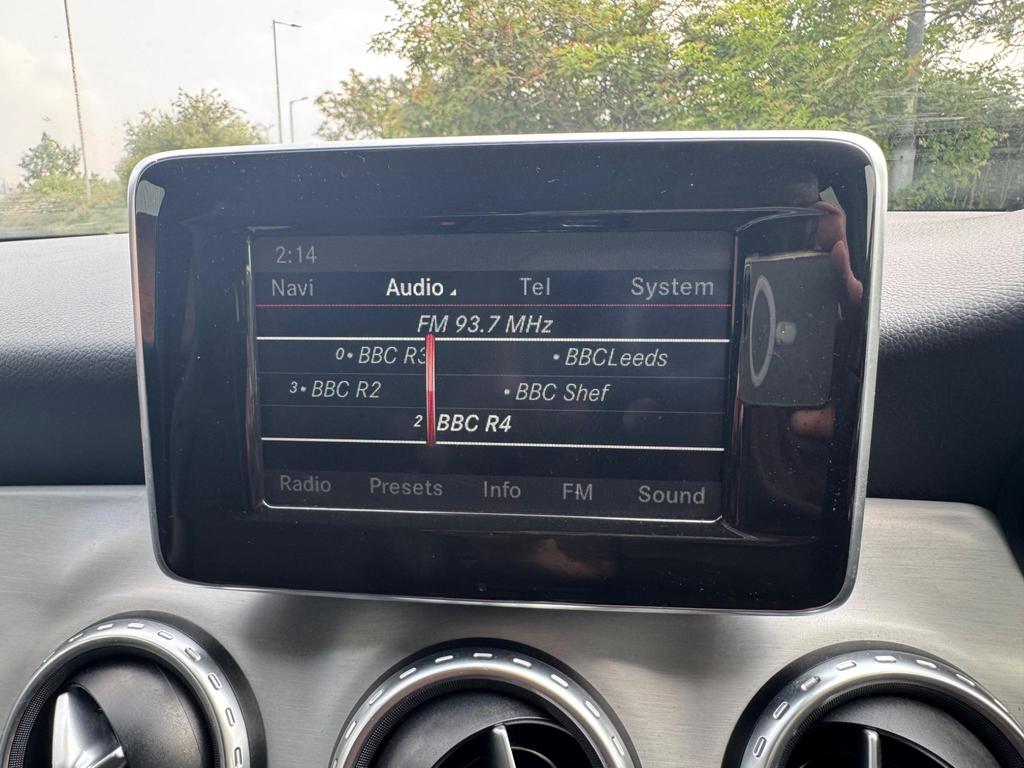 2:14
Navi Audio Tel System
FM 93.7 MHz
0 • BBC R3 • BBCLeeds
3 • BBC R2 • BBC Shef
2 BBC R4
Radio Presets Info FM Sound